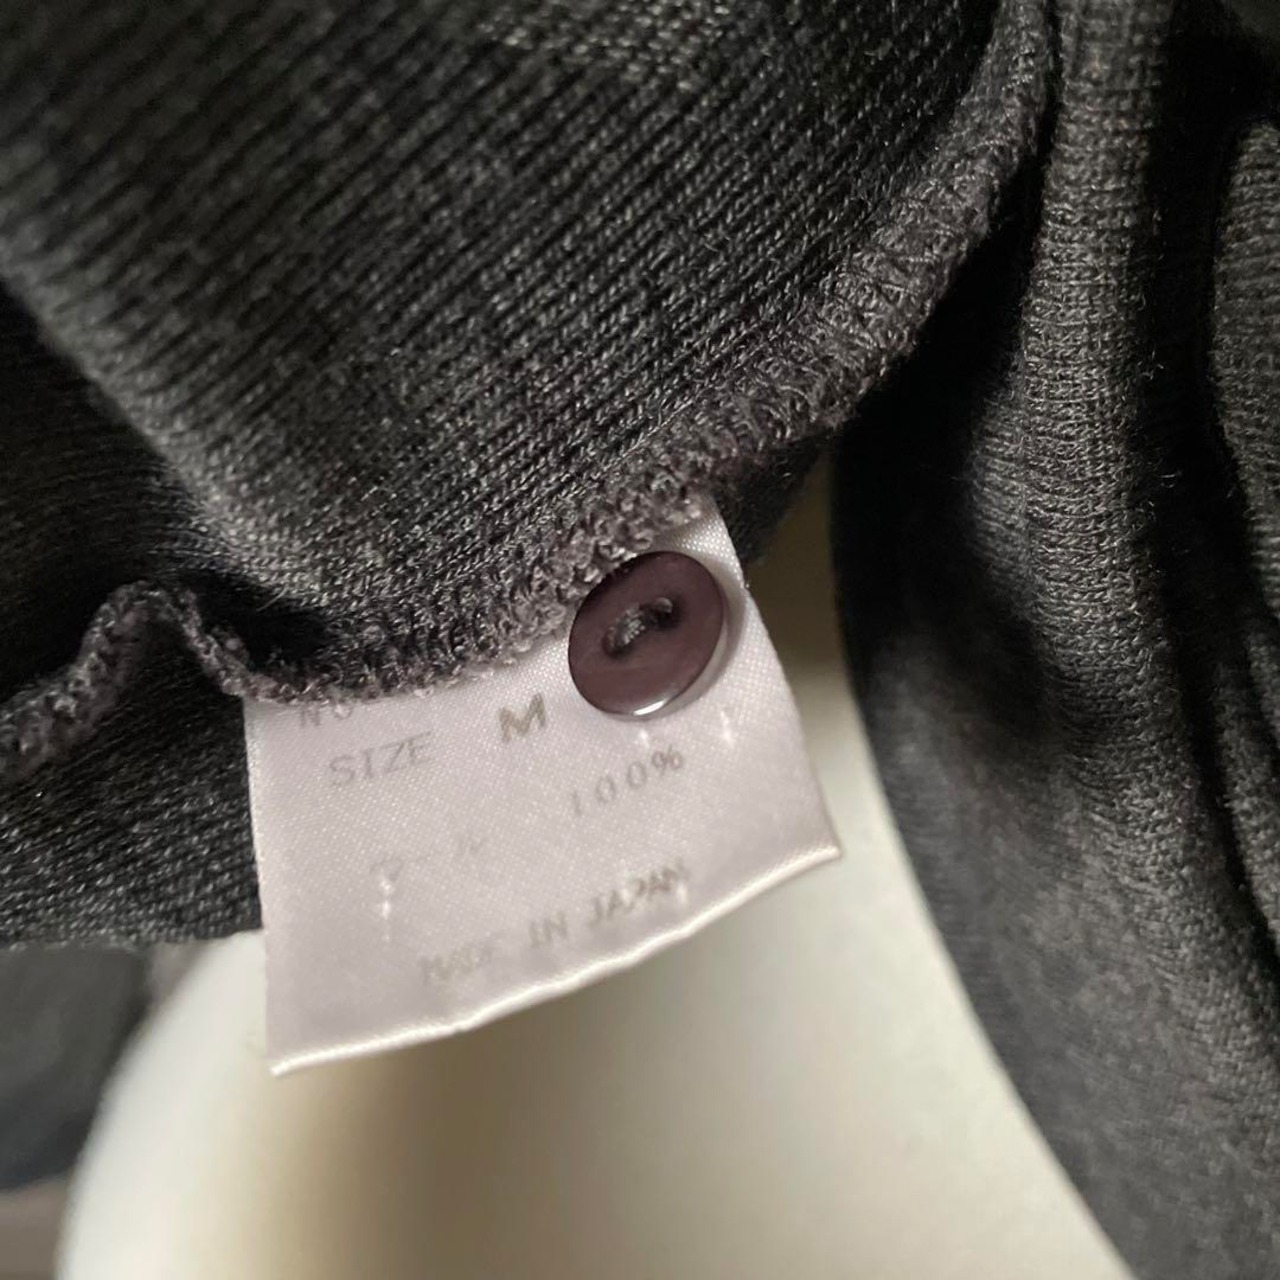 SIZE M
100%
ウール
MADE IN JAPAN